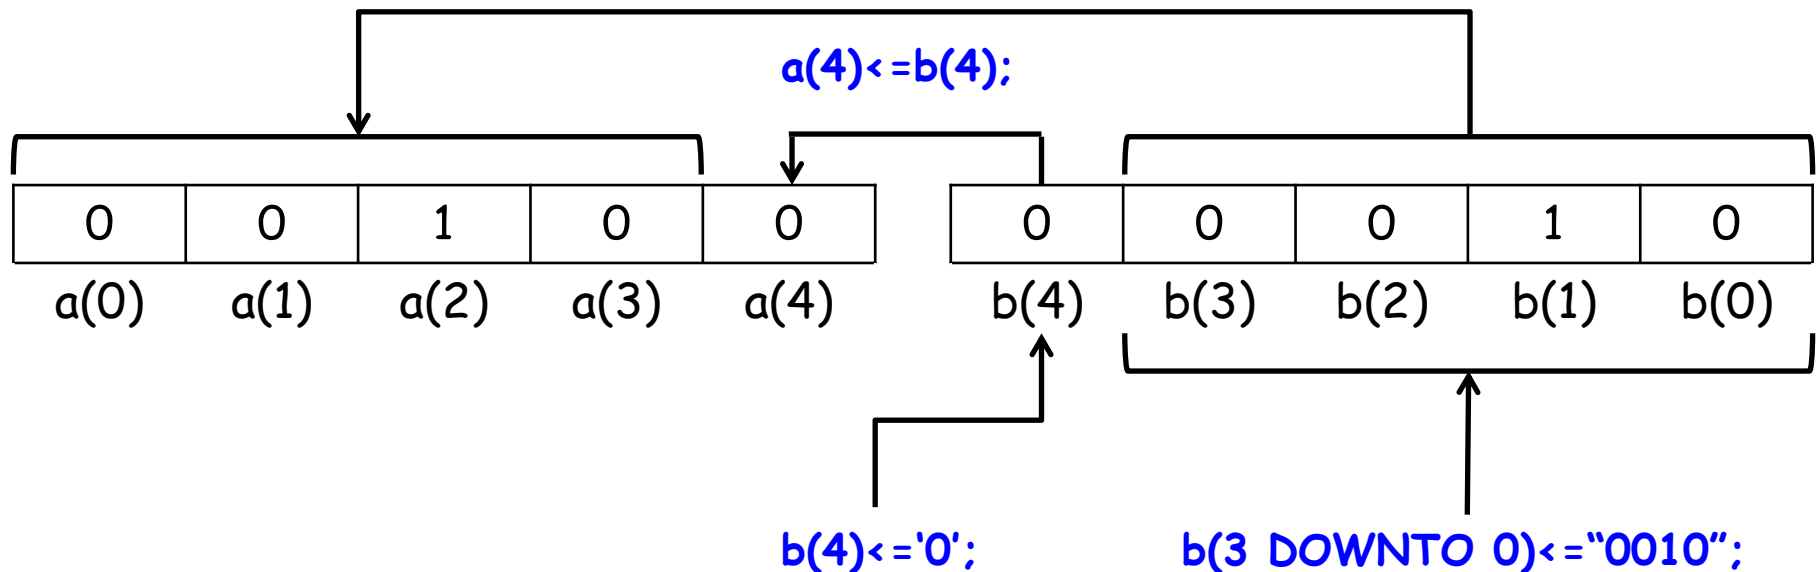 a(4)<=b(4);
0 0 1 0 0 0 0 0 1 0
a(0) a(1) a(2) a(3) a(4) b(4) b(3) b(2) b(1) b(0)
b(4)<=‘0’; b(3 DOWNTO 0)<=“0010”;